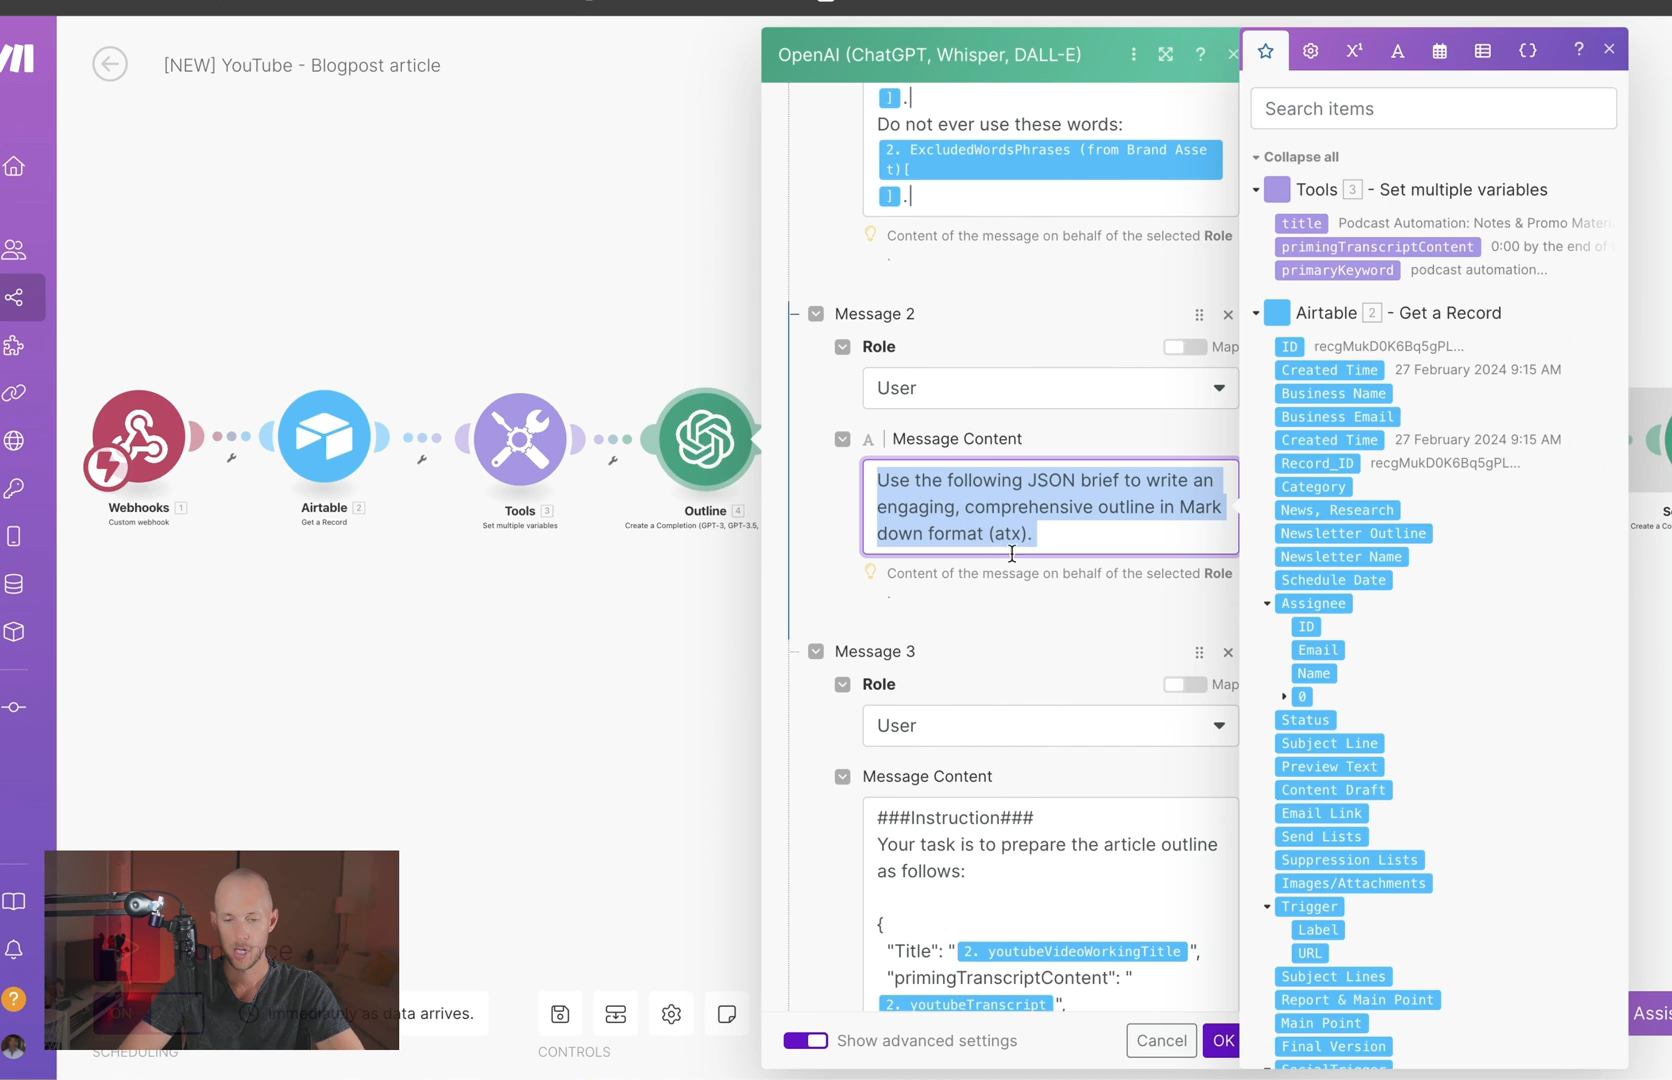 [NEW] YouTube - Blogpost article
OpenAI (ChatGPT, Whisper, DALL-E)
] .
Do not ever use these words:
2. ExcludedWordsPhrases (from Brand Asse
t)[
] .
Content of the message on behalf of the selected Role
.
Message 2
Role
Map
User
A | Message Content
Use the following JSON brief to write an
engaging, comprehensive outline in Mark
down format (atx).
Content of the message on behalf of the selected Role
.
Message 3
Role
Map
User
Message Content
###Instruction###
Your task is to prepare the article outline
as follows:
{
"Title": " 2. youtubeVideoWorkingTitle ",
"primingTranscriptContent": "
2. youtubeTranscript ",
Show advanced settings
Cancel
OK
Webhooks 1
Custom webhook
Airtable 2
Get a Record
Tools 3
Set multiple variables
Outline 4
Create a Completion (GPT-3, GPT-3.5,
ON
Immediately as data arrives.
SCHEDULING
CONTROLS
Search items
Collapse all
Tools 3 - Set multiple variables
title Podcast Automation: Notes & Promo Materi
primingTranscriptContent 0:00 by the end of
primaryKeyword podcast automation...
Airtable 2 - Get a Record
ID recgMukD0K6Bq5gPL...
Created Time 27 February 2024 9:15 AM
Business Name
Business Email
Created Time 27 February 2024 9:15 AM
Record_ID recgMukD0K6Bq5gPL...
Category
News, Research
Newsletter Outline
Newsletter Name
Schedule Date
Assignee
ID
Email
Name
0
Status
Subject Line
Preview Text
Content Draft
Email Link
Send Lists
Suppression Lists
Images/Attachments
Trigger
Label
URL
Subject Lines
Report & Main Point
Main Point
Final Version
Create a Co
Assis